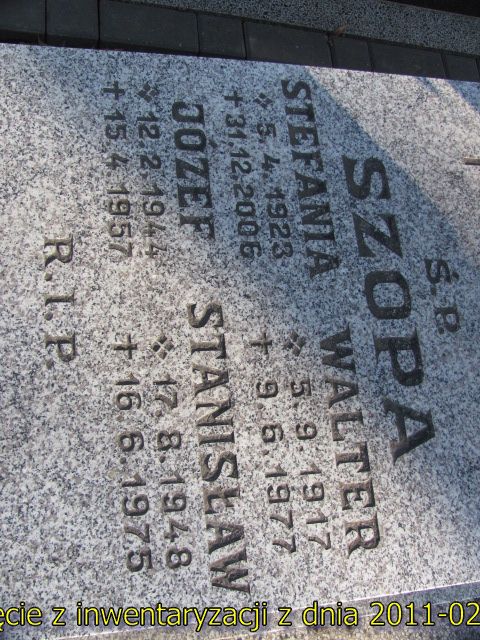 Ś.P.
SZOPA
STEFANIA
❖ 5.4.1923
✝ 31.12.2006
WALTER
❖ 5.9.1917
✝ 9.6.1977
JÓZEF
❖ 12.2.1944
✝ 15.4.1957
STANISŁAW
❖ 17.8.1948
✝ 16.6.1975
R.I.P.
ęcie z inwentaryzacji z dnia 2011-02